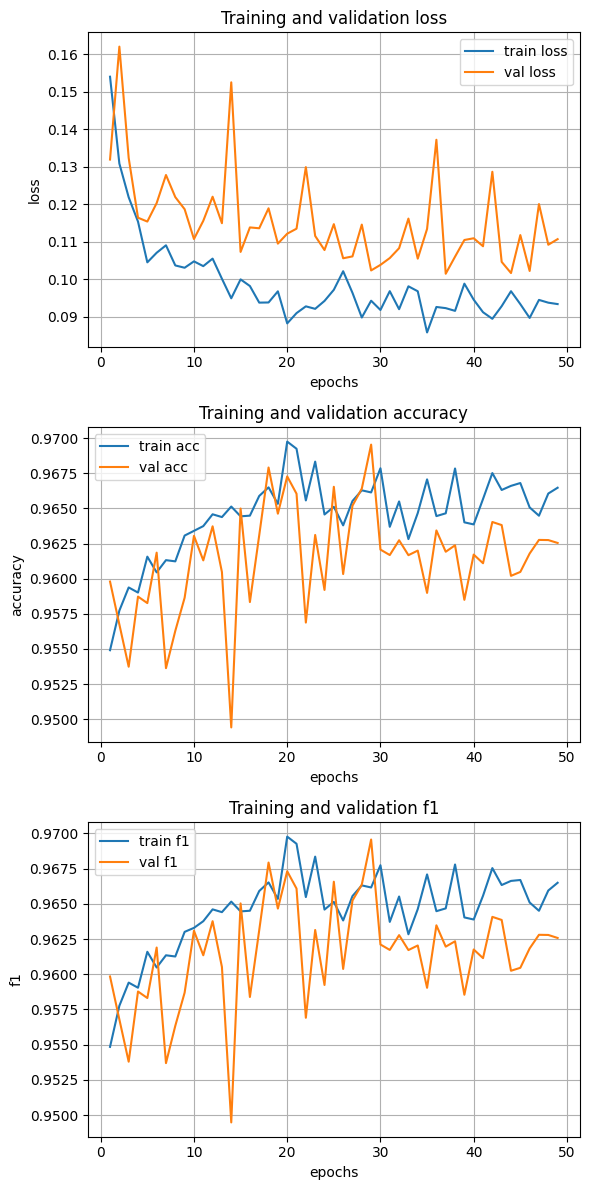 Training and validation loss
train loss
val loss
0.16
0.15
0.14
0.13
0.12
0.11
0.10
0.09
loss
0 10 20 30 40 50
epochs
Training and validation accuracy
train acc
val acc
0.9700
0.9675
0.9650
0.9625
0.9600
0.9575
0.9550
0.9525
0.9500
accuracy
0 10 20 30 40 50
epochs
Training and validation f1
train f1
val f1
0.9700
0.9675
0.9650
0.9625
0.9600
0.9575
0.9550
0.9525
0.9500
f1
0 10 20 30 40 50
epochs